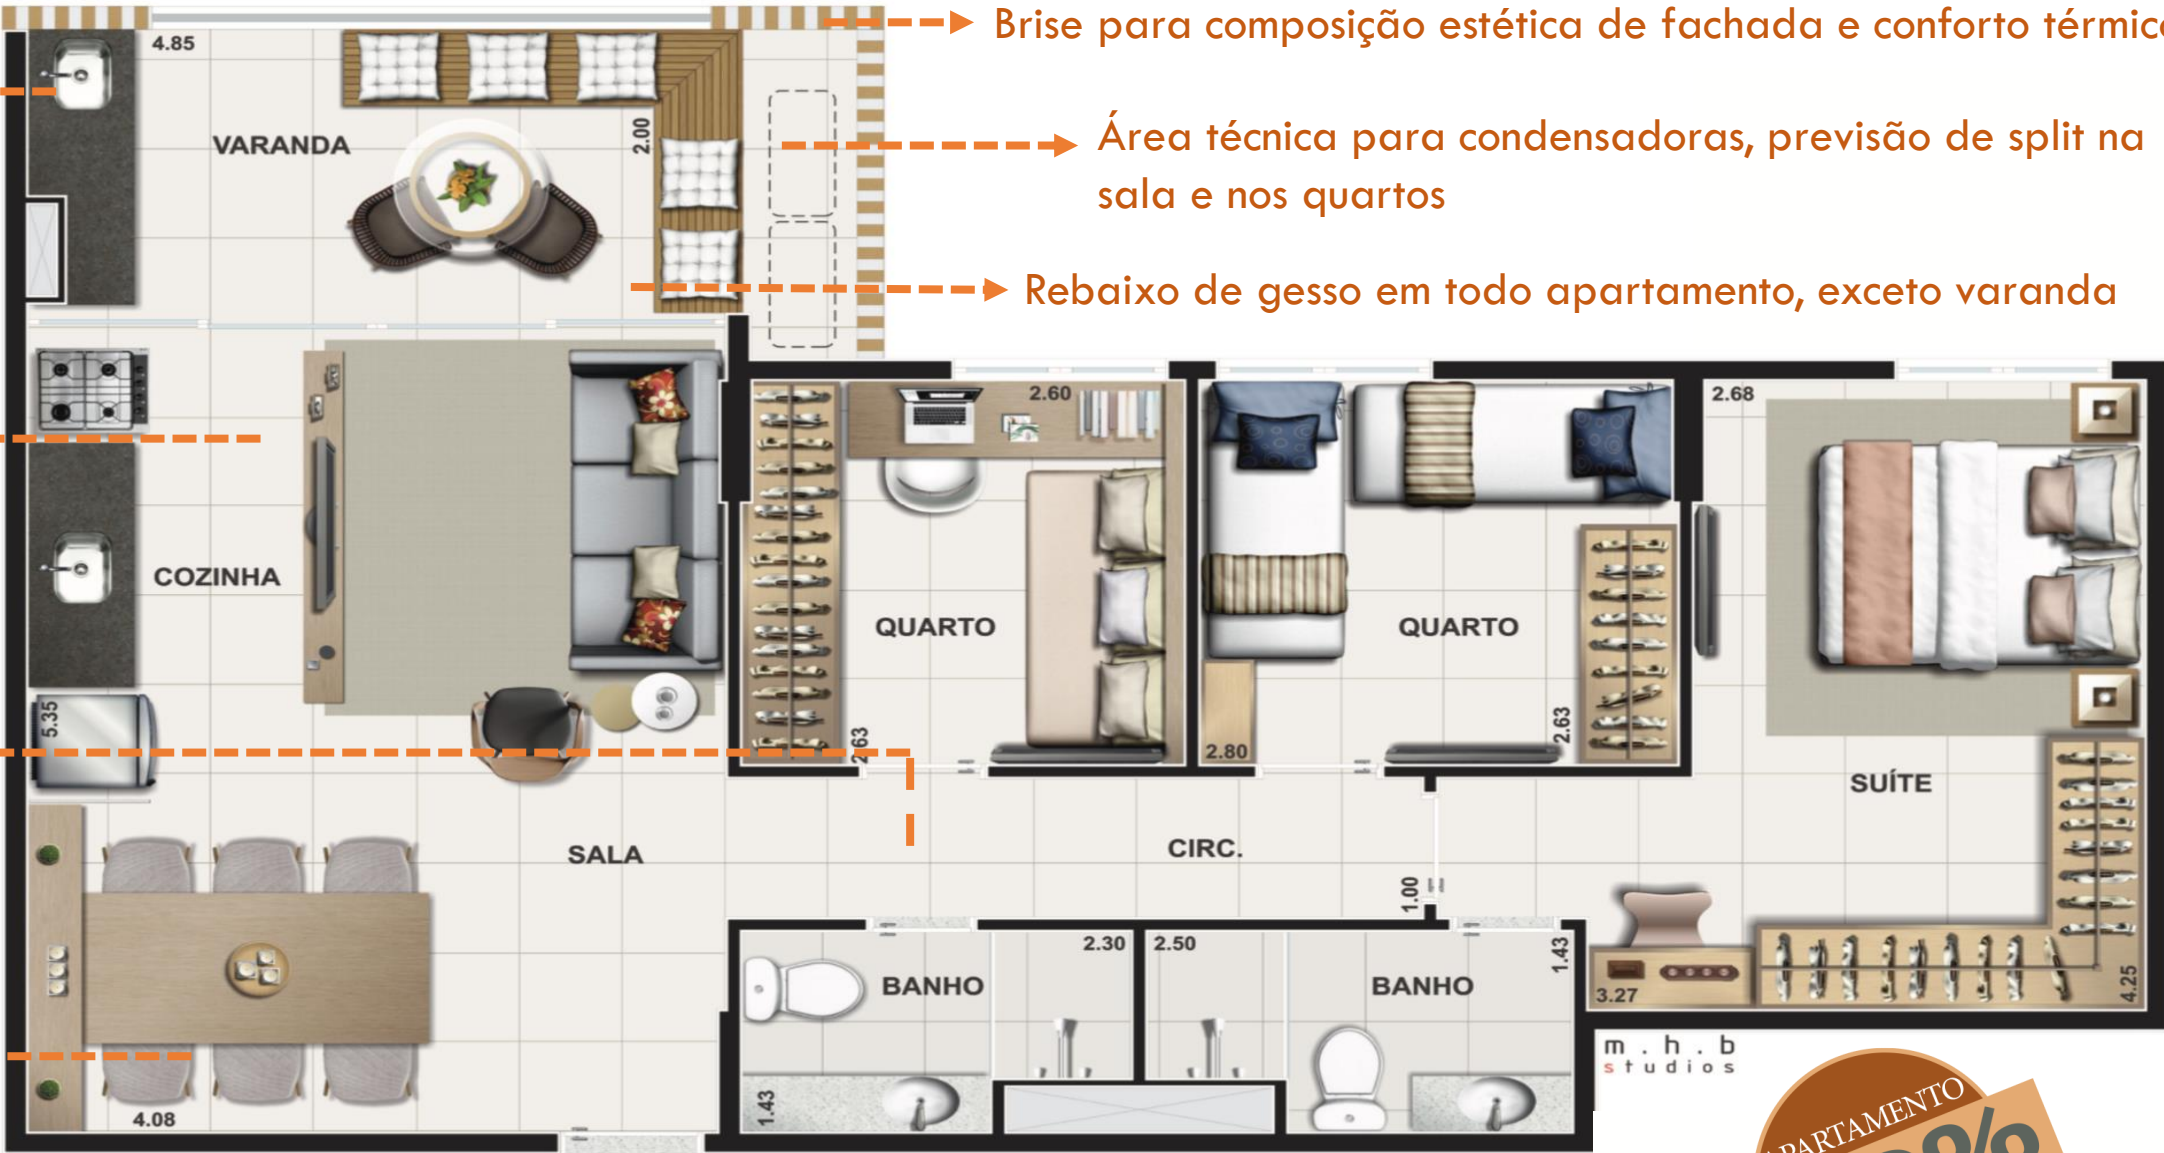 Brise para composição estética de fachada e conforto
4.85
VARANDA
2.00
Área técnica para condensadoras, previsão de split na
sala e nos quartos
Rebaixo de gesso em todo apartamento, exceto varanda
2.60
2.68
COZINHA
QUARTO
QUARTO
5.35
2.63
2.80
2.63
SUÍTE
SALA
CIRC.
1.00
2.30
2.50
BANHO
BANHO
1.43
3.27
4.25
4.08
1.43
m.h.b
studios
APARTAMENTO
%